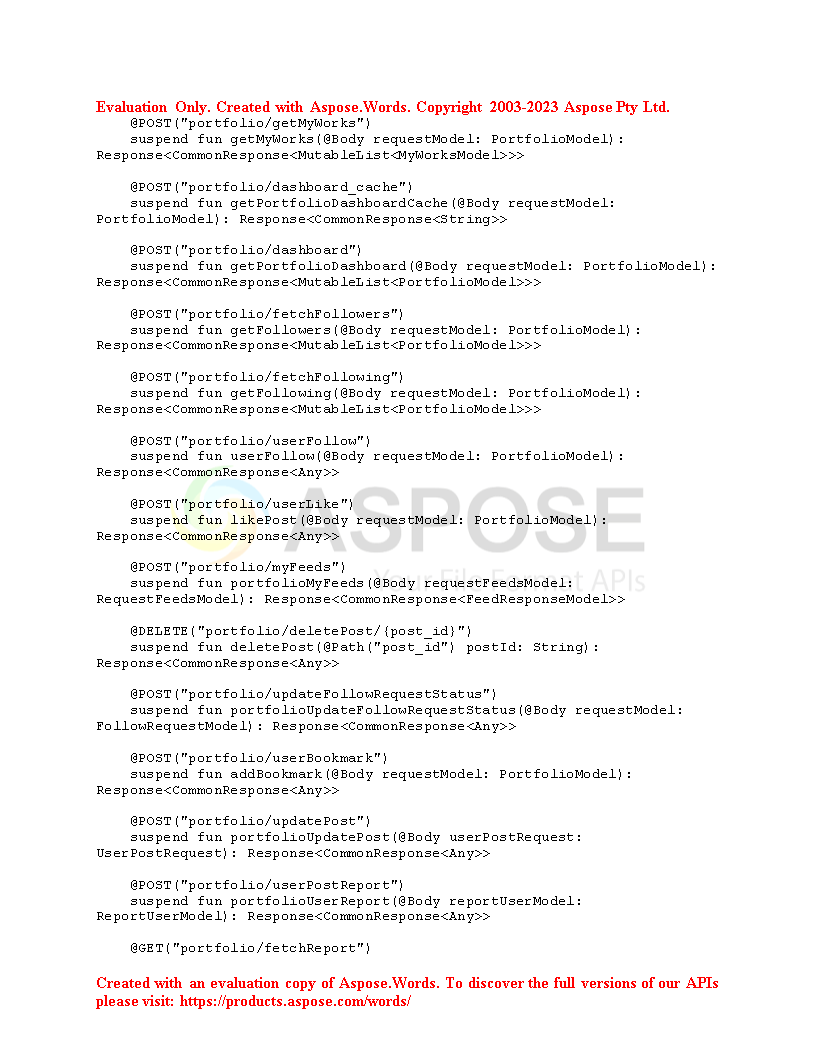 Evaluation Only. Created with Aspose.Words. Copyright 2003-2023 Aspose Pty Ltd.
@POST("portfolio/getMyWorks")
suspend fun getMyWorks(@Body requestModel: PortfolioModel):
Response<CommonResponse<MutableList<MyWorksModel>>>
@POST("portfolio/dashboard_cache")
suspend fun getPortfolioDashboardCache(@Body requestModel:
PortfolioModel): Response<CommonResponse<String>>
@POST("portfolio/dashboard")
suspend fun getPortfolioDashboard(@Body requestModel: PortfolioModel):
Response<CommonResponse<MutableList<PortfolioModel>>>
@POST("portfolio/fetchFollowers")
suspend fun getFollowers(@Body requestModel: PortfolioModel):
Response<CommonResponse<MutableList<PortfolioModel>>>
@POST("portfolio/fetchFollowing")
suspend fun getFollowing(@Body requestModel: PortfolioModel):
Response<CommonResponse<MutableList<PortfolioModel>>>
@POST("portfolio/userFollow")
suspend fun userFollow(@Body requestModel: PortfolioModel):
Response<CommonResponse<Any>>
@POST("portfolio/userLike")
suspend fun likePost(@Body requestModel: PortfolioModel):
Response<CommonResponse<Any>>
ASPOSE
@POST("portfolio/myFeeds")
suspend fun portfolioMyFeeds(@Body requestFeedsModel:
Your File Format APIs
RequestFeedsModel): Response<CommonResponse<FeedResponseModel>>
@DELETE("portfolio/deletePost/{post_id}")
suspend fun deletePost(@Path("post_id") postId: String):
Response<CommonResponse<Any>>
@POST("portfolio/updateFollowRequestStatus")
suspend fun portfolioUpdateFollowRequestStatus(@Body requestModel:
FollowRequestModel): Response<CommonResponse<Any>>
@POST("portfolio/userBookmark")
suspend fun addBookmark(@Body requestModel: PortfolioModel):
Response<CommonResponse<Any>>
@POST("portfolio/updatePost")
suspend fun portfolioUpdatePost(@Body userPostRequest:
UserPostRequest): Response<CommonResponse<Any>>
@POST("portfolio/userPostReport")
suspend fun portfolioUserReport(@Body reportUserModel:
ReportUserModel): Response<CommonResponse<Any>>
@GET("portfolio/fetchReport")
Created with an evaluation copy of Aspose.Words. To discover the full versions of our APIs
please visit: https://products.aspose.com/words/